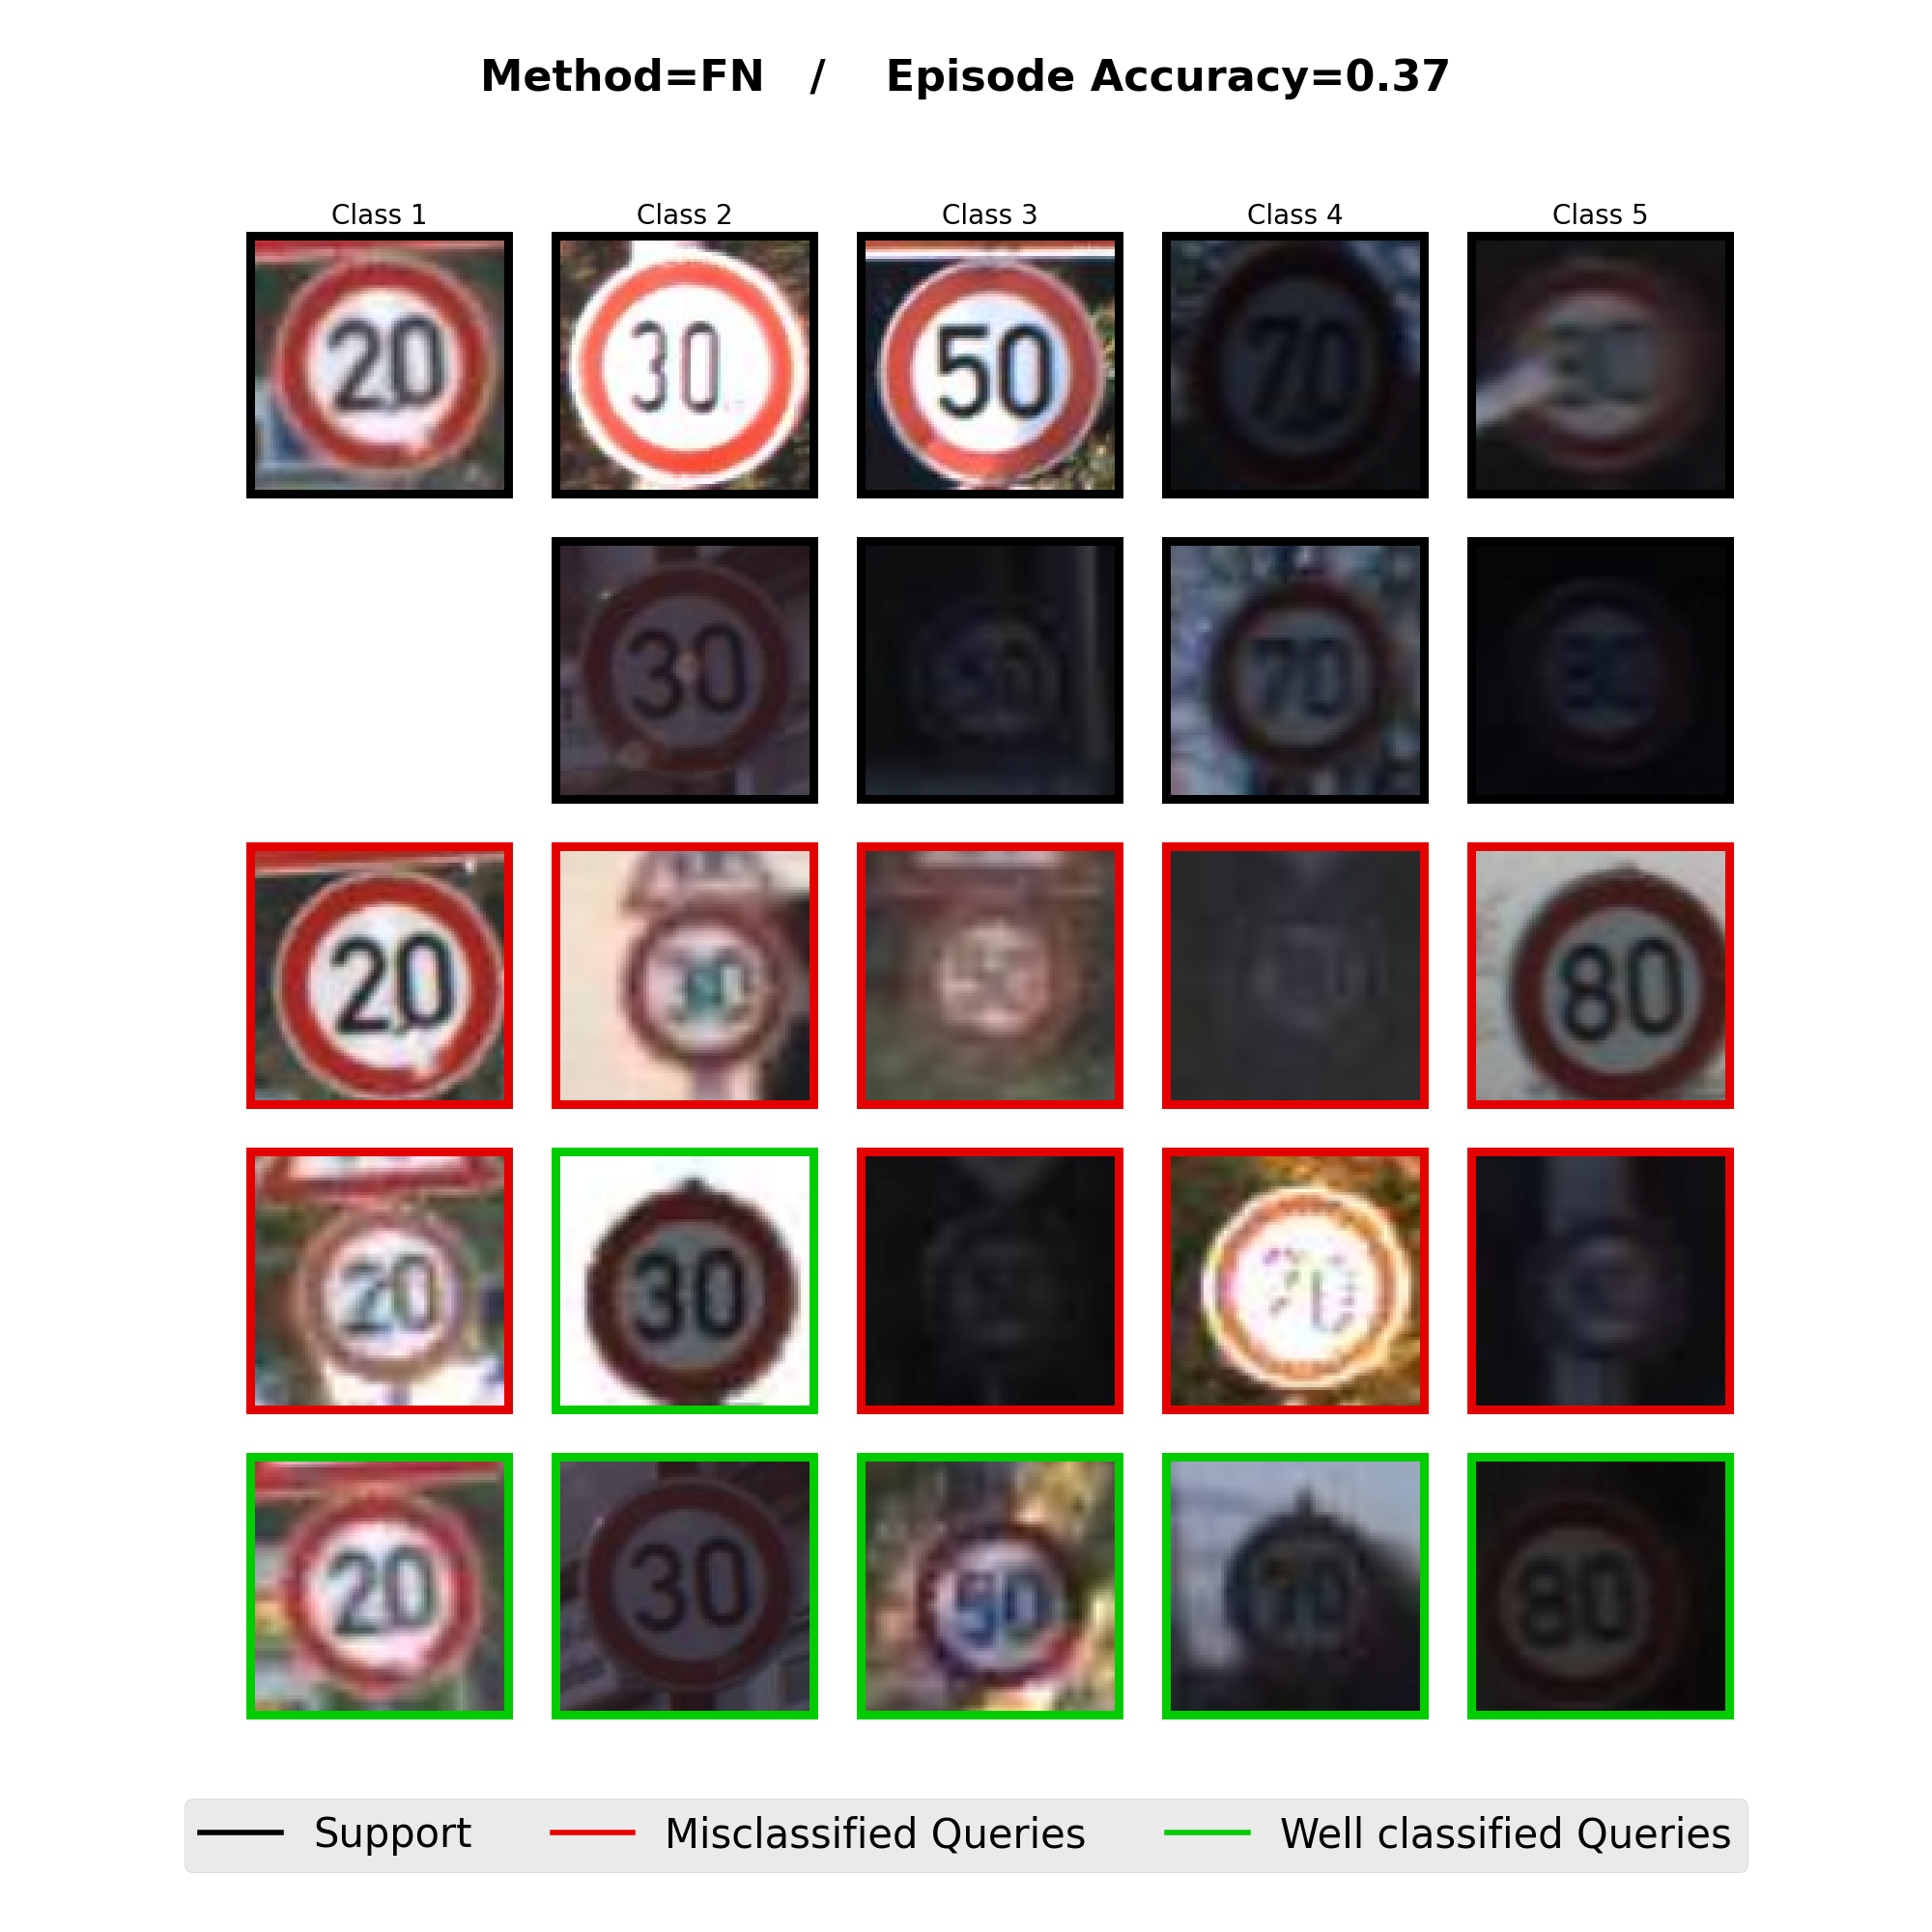 Method=FN / Episode Accuracy=0.37
Class 1 Class 2 Class 3 Class 4 Class 5
20 30 50 70
30 70
20 80
20 30
20 30 50 70 80
Support Misclassified Queries Well classified Queries